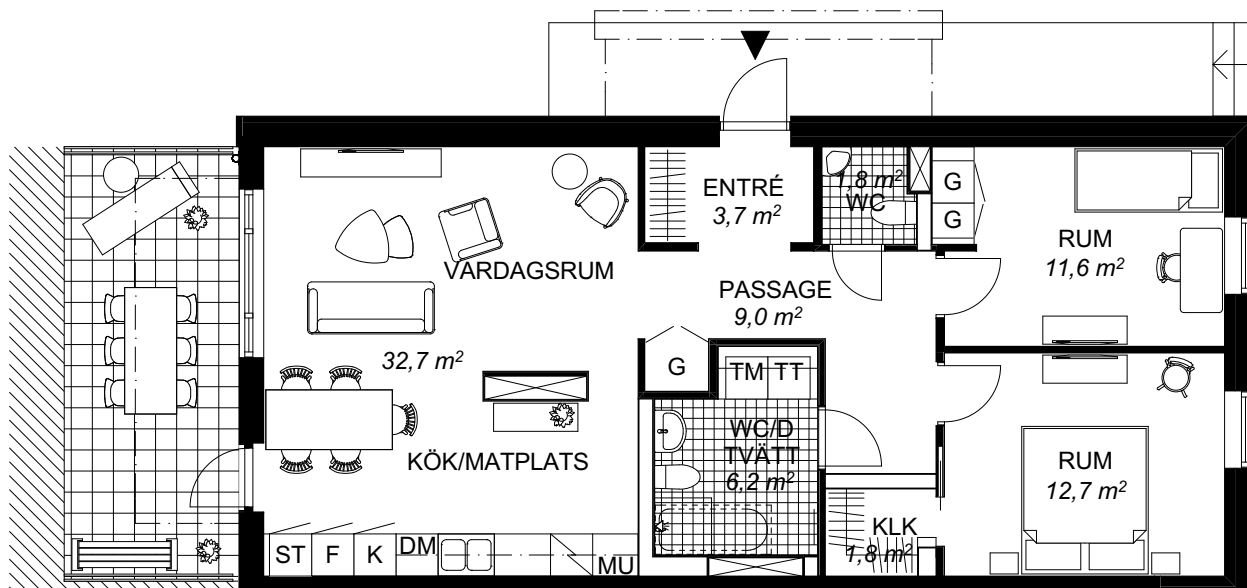 ENTRÉ
3,7 m²
1,8 m²
WC
G
G
RUM
11,6 m²
VARDAGSRUM
PASSAGE
9,0 m²
32,7 m²
G
TM TT
WC/D
TVÄTT
6,2 m²
KÖK/MATPLATS
RUM
12,7 m²
KLK
1,8 m²
ST F K DM MU